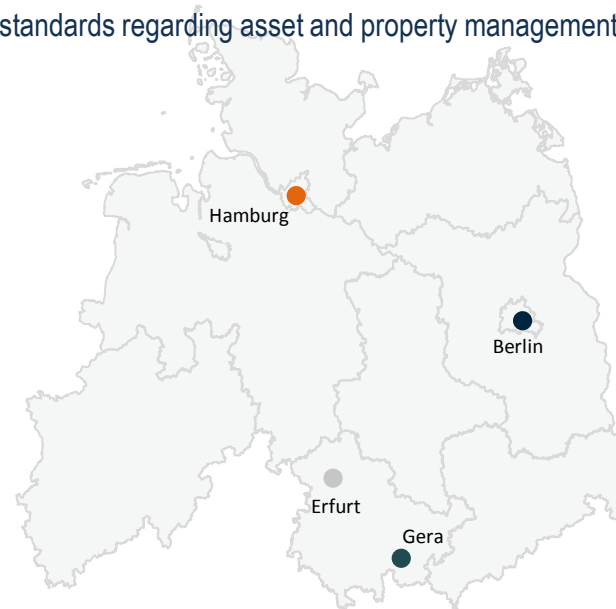 standards regarding asset and property management
Hamburg
Berlin
Erfurt
Gera